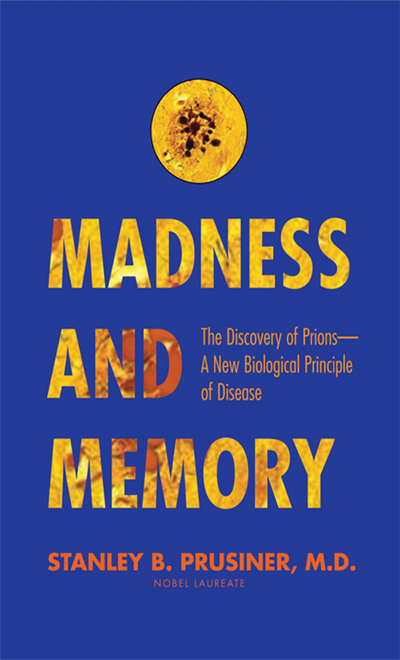 MADNESS
AND
The Discovery of Prions—
A New Biological Principle
of Disease
MEMORY
STANLEY B. PRUSINER, M.D.
NOBEL LAUREATE